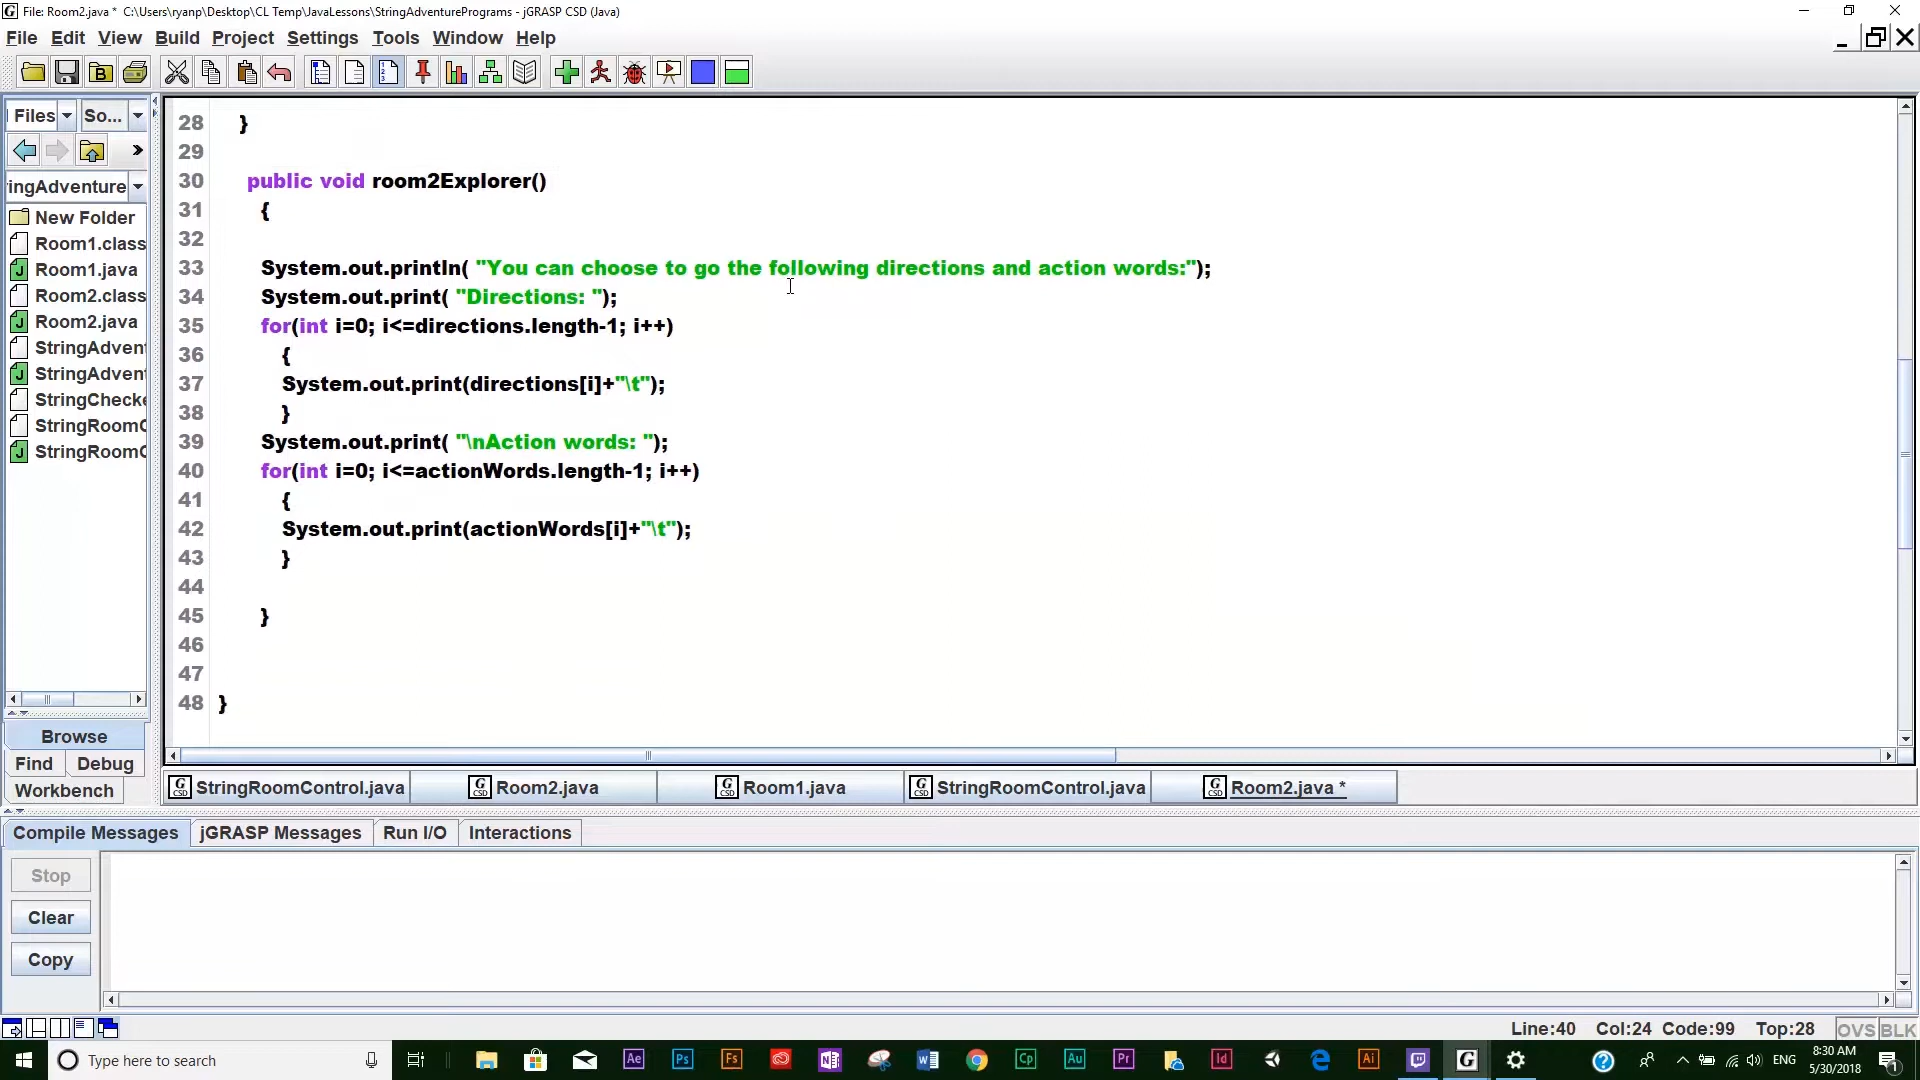 File: Room2.java * C:\Users\ryanp\Desktop\CL Temp\JavaLessons\StringAdventurePrograms - jGRASP CSD (Java)
File Edit View Build Project Settings Tools Window Help
Files So...
ingAdventure
New Folder
Room1.class
Room1.java
Room2.class
Room2.java
StringAdven
StringAdven
StringChecke
StringRoomC
StringRoomC
Browse
Find Debug
Workbench
28 }
29
30 public void room2Explorer()
31 {
32
33 System.out.println( "You can choose to go the following directions and action words:");
34 System.out.print( "Directions: ");
35 for(int i=0; i<=directions.length-1; i++)
36 {
37 System.out.print(directions[i]+"\t");
38 }
39 System.out.print( "\nAction words: ");
40 for(int i=0; i<=actionWords.length-1; i++)
41 {
42 System.out.print(actionWords[i]+"\t");
43 }
44
45 }
46
47
48 }
StringRoomControl.java Room2.java Room1.java StringRoomControl.java Room2.java *
Compile Messages jGRASP Messages Run I/O Interactions
Stop
Clear
Copy
Line:40 Col:24 Code:99 Top:28 OVS BLK
Type here to search
ENG
8:30 AM
5/30/2018